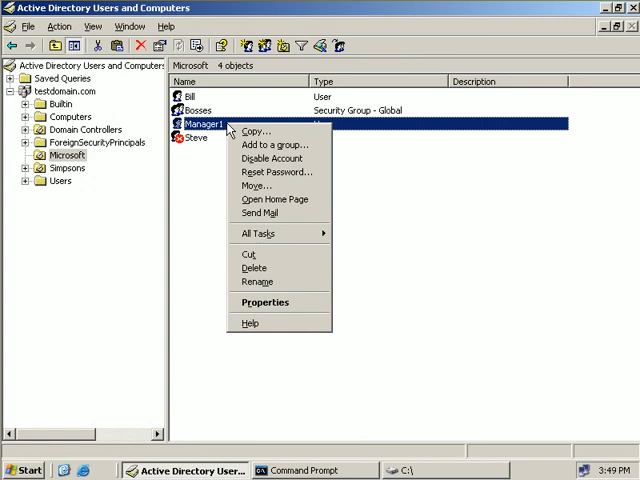 Active Directory Users and Computers
File Action View Window Help
Active Directory Users and Computers
Saved Queries
testdomain.com
Builtin
Computers
Domain Controllers
ForeignSecurityPrincipals
Microsoft
Simpsons
Users
Microsoft 4 objects
Name Type Description
Bill User
Bosses Security Group - Global
Manager1
Steve
Copy...
Add to a group...
Disable Account
Reset Password...
Move...
Open Home Page
Send Mail
All Tasks
Cut
Delete
Rename
Properties
Help
Start Active Directory User... Command Prompt C:\ 3:49 PM